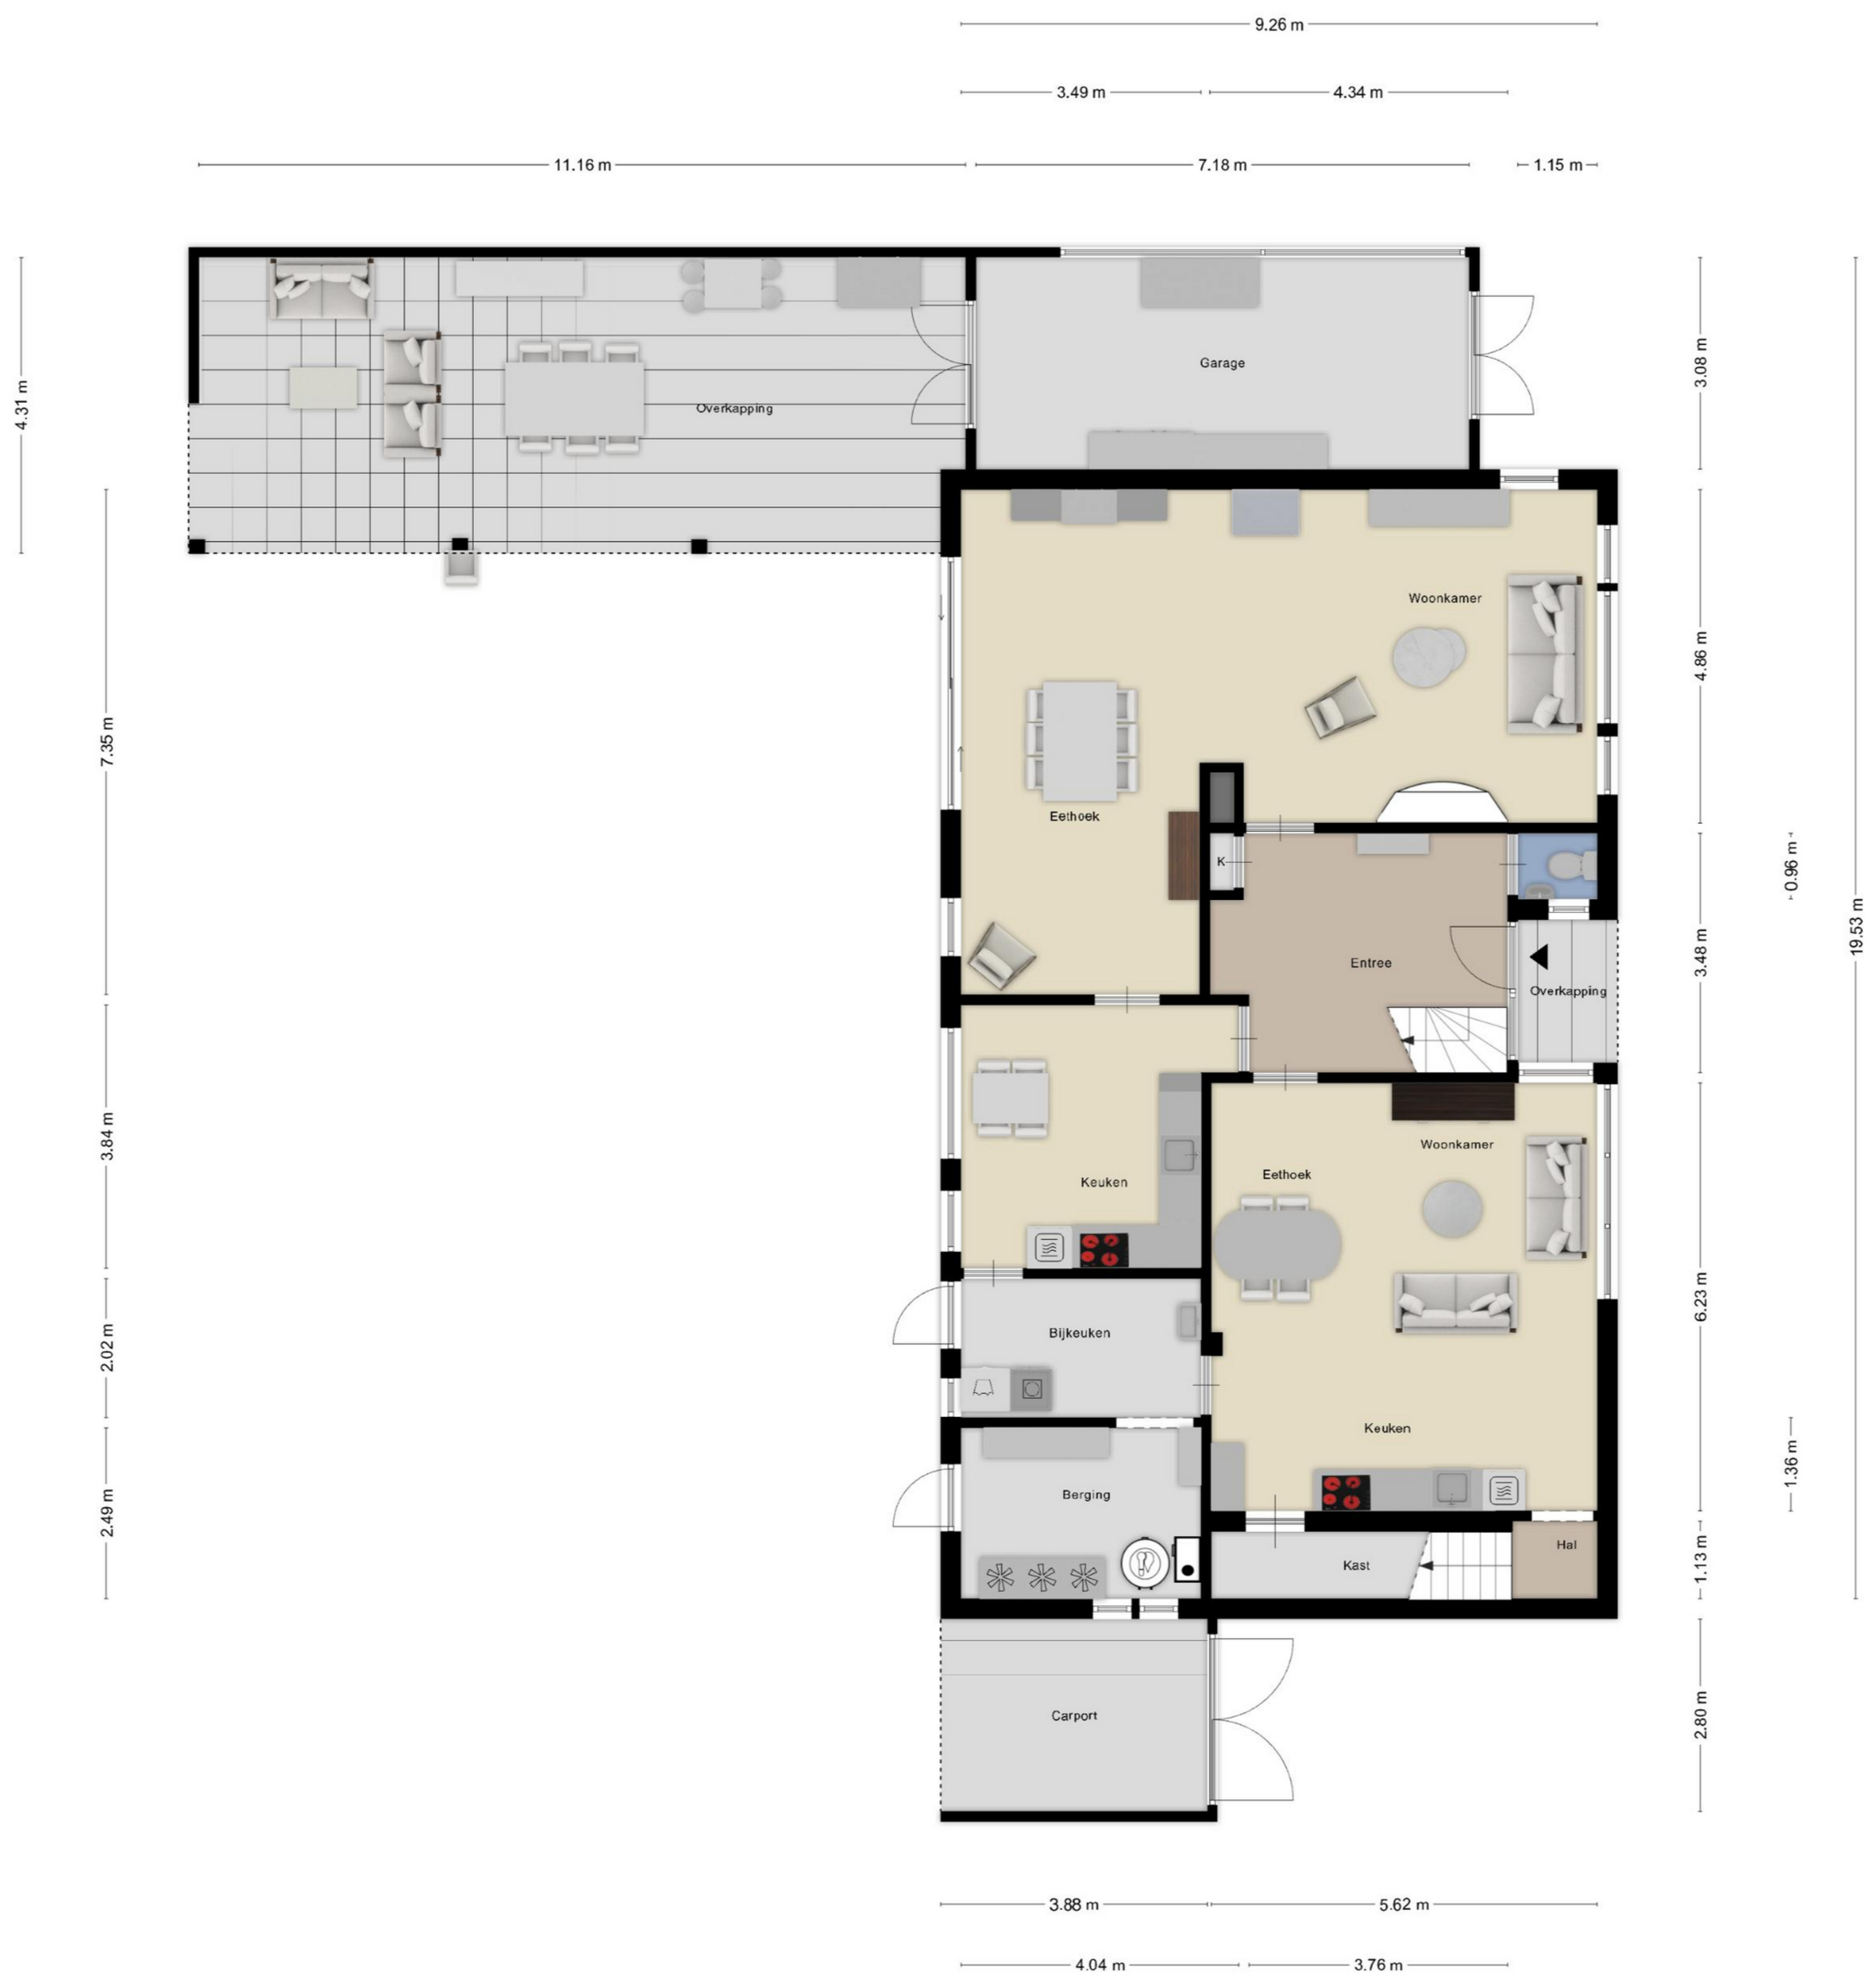 9.26 m
3.49 m
4.34 m
11.16 m
7.18 m
1.15 m
4.31 m
3.08 m
19.53 m
Garage
Overkapping
Woonkamer
4.86 m
7.35 m
Eethoek
K
0.96 m
3.48 m
Entree
Overkapping
3.84 m
Keuken
Woonkamer
Eethoek
6.23 m
2.02 m
Bijkeuken
Keuken
1.36 m
2.49 m
Berging
Kast
Hal
1.13 m
Carport
2.80 m
3.88 m
5.62 m
4.04 m
3.76 m